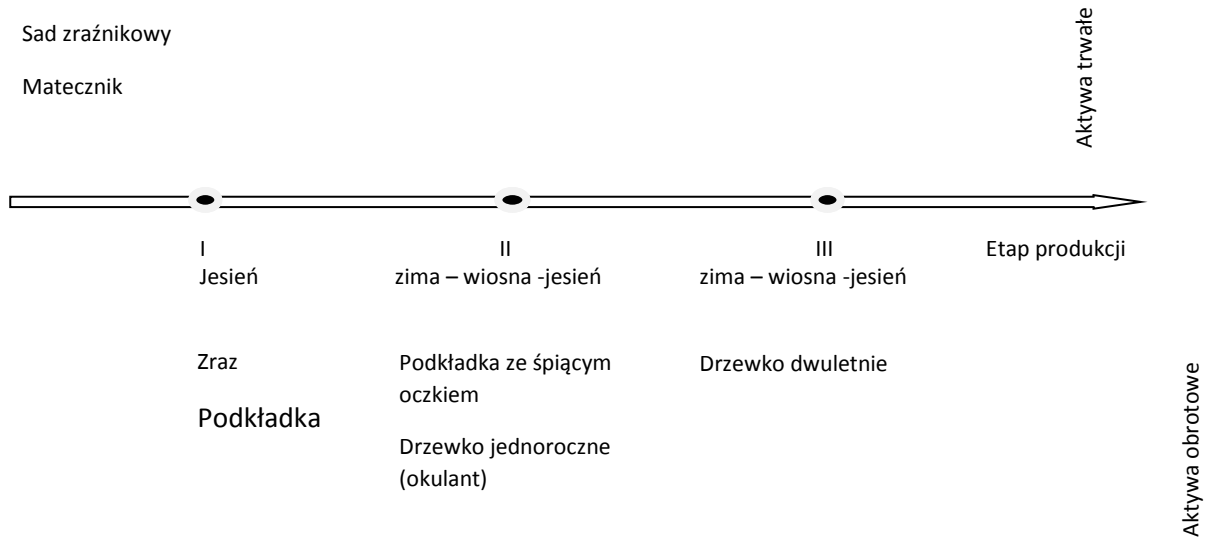 Sad zraźnikowy
Matecznik
Aktywa trwałe
I
II
III
Etap produkcji
Jesień
zima – wiosna -jesień
zima – wiosna -jesień
Zraz
Podkładka
Podkładka ze śpiącym
oczkiem
Drzewko jednoroczne
(okulant)
Drzewko dwuletnie
Aktywa obrotowe